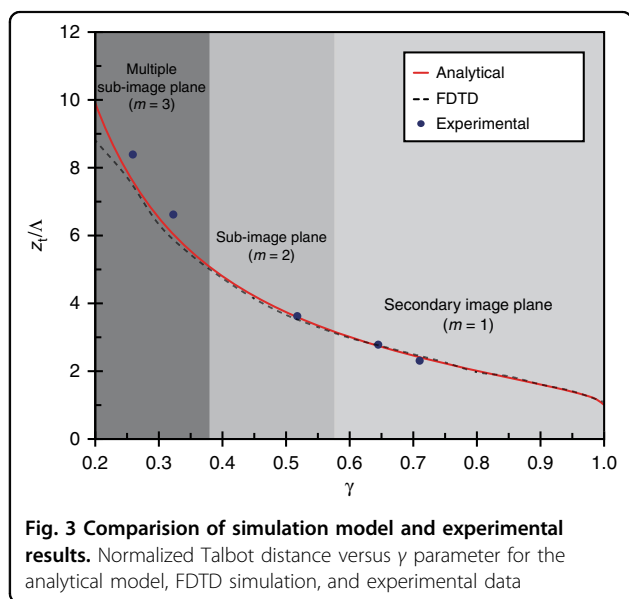 12
10
8
6
4
2
0
z_t/Λ
Multiple
sub-image plane
(m = 3)
Sub-image plane
(m = 2)
Secondary image plane
(m = 1)
Analytical
FDTD
Experimental
0.2 0.3 0.4 0.5 0.6 0.7 0.8 0.9 1.0
γ
Fig. 3 Comparision of simulation model and experimental
results. Normalized Talbot distance versus γ parameter for the
analytical model, FDTD simulation, and experimental data